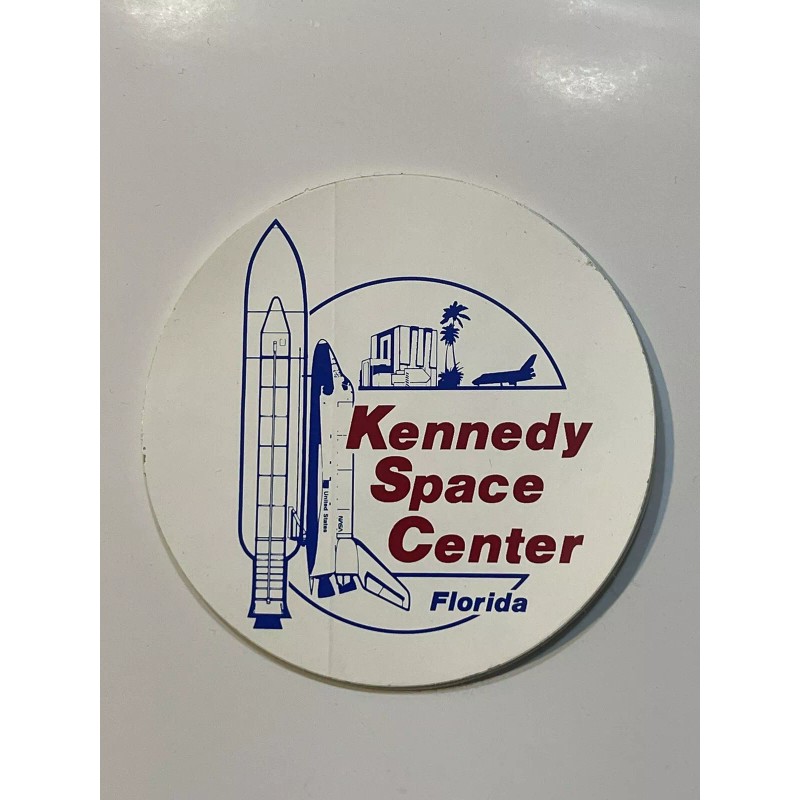 Kennedy
Space
Center
Florida
United States
NASA